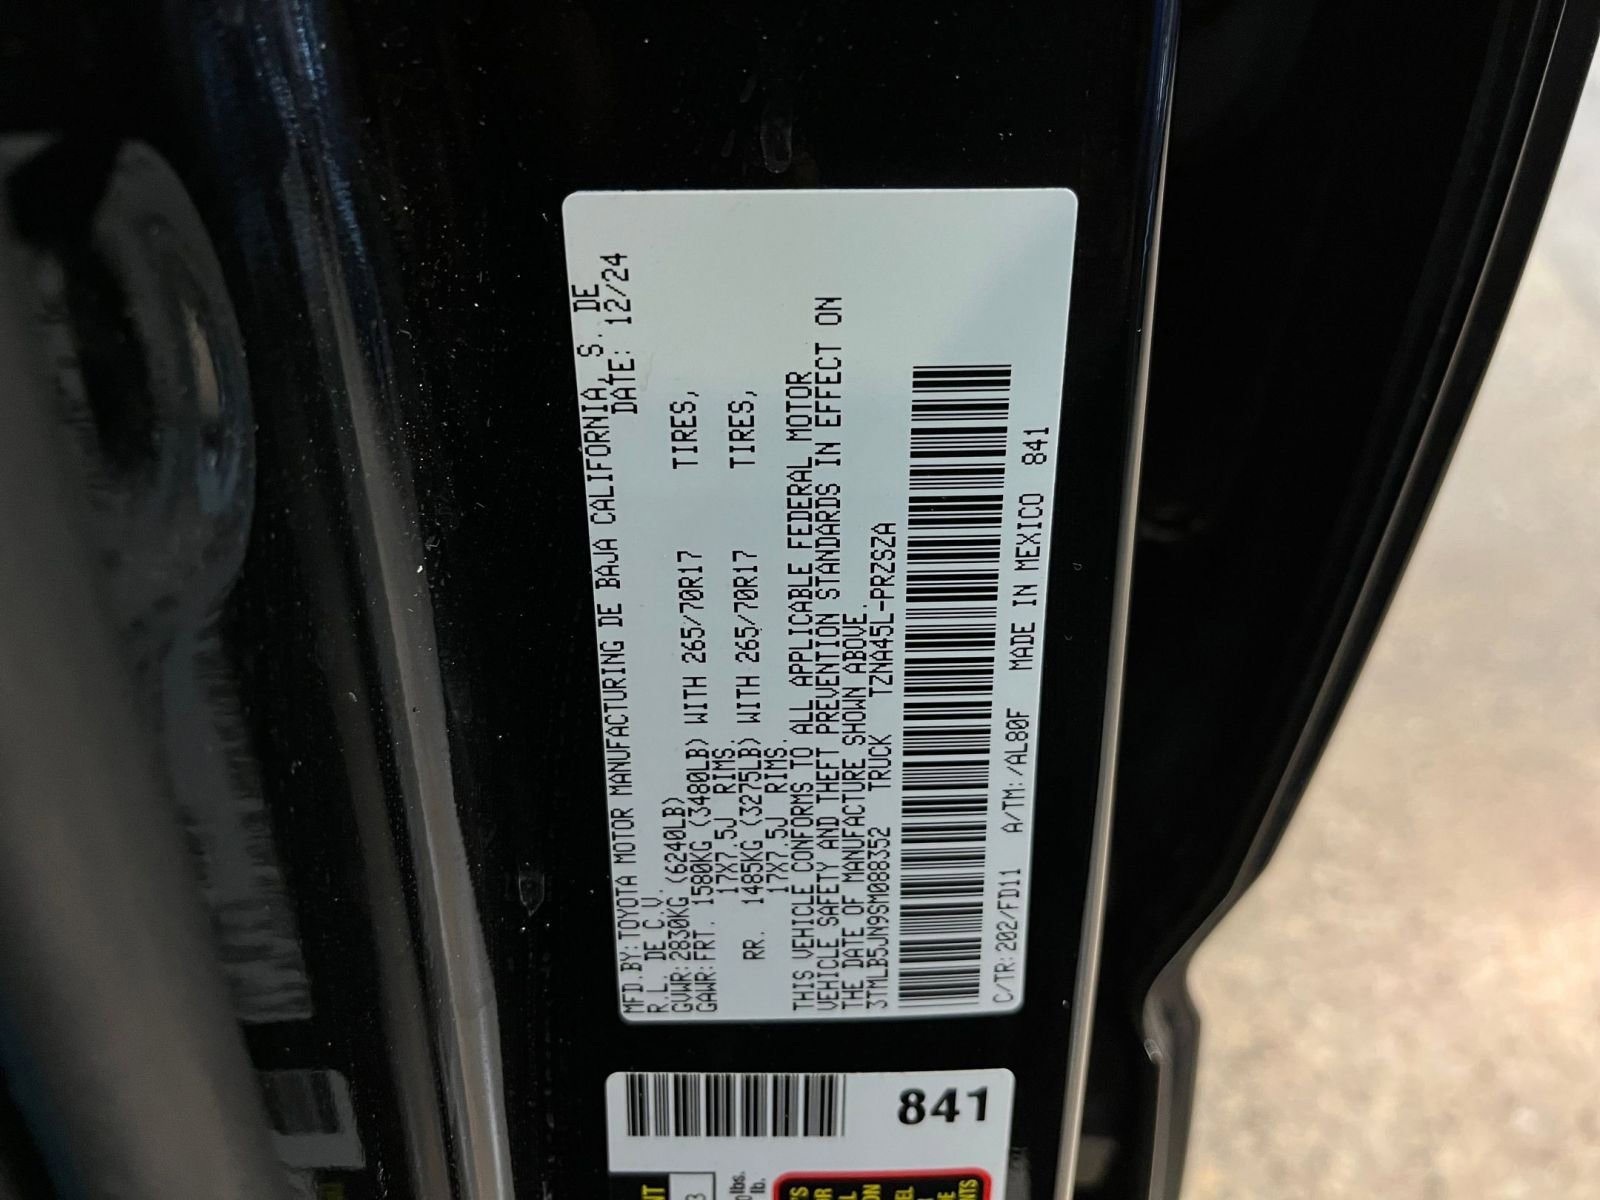 MFD.BY:TOYOTA MOTOR MANUFACTURING DE BAJA CALIFORNIA, S. DE
R.L. DE C.V. DATE: 12/24
GVWR:2830KG (6240LB)
GAWR:FRT. 1580KG (3480LB) WITH 265/70R17 TIRES,
17X7.5J RIMS.
RR. 1485KG (3275LB) WITH 265/70R17 TIRES,
17X7.5J RIMS.
THIS VEHICLE CONFORMS TO ALL APPLICABLE FEDERAL MOTOR
VEHICLE SAFETY AND THEFT PREVENTION STANDARDS IN EFFECT ON
THE DATE OF MANUFACTURE SHOWN ABOVE.
3TMLB5JN9SM088352 TRUCK TZNA45L-PRZSZA
C/TR:202/FD11 A/TM:/AL80F MADE IN MEXICO 841
841
lbs.
lb.